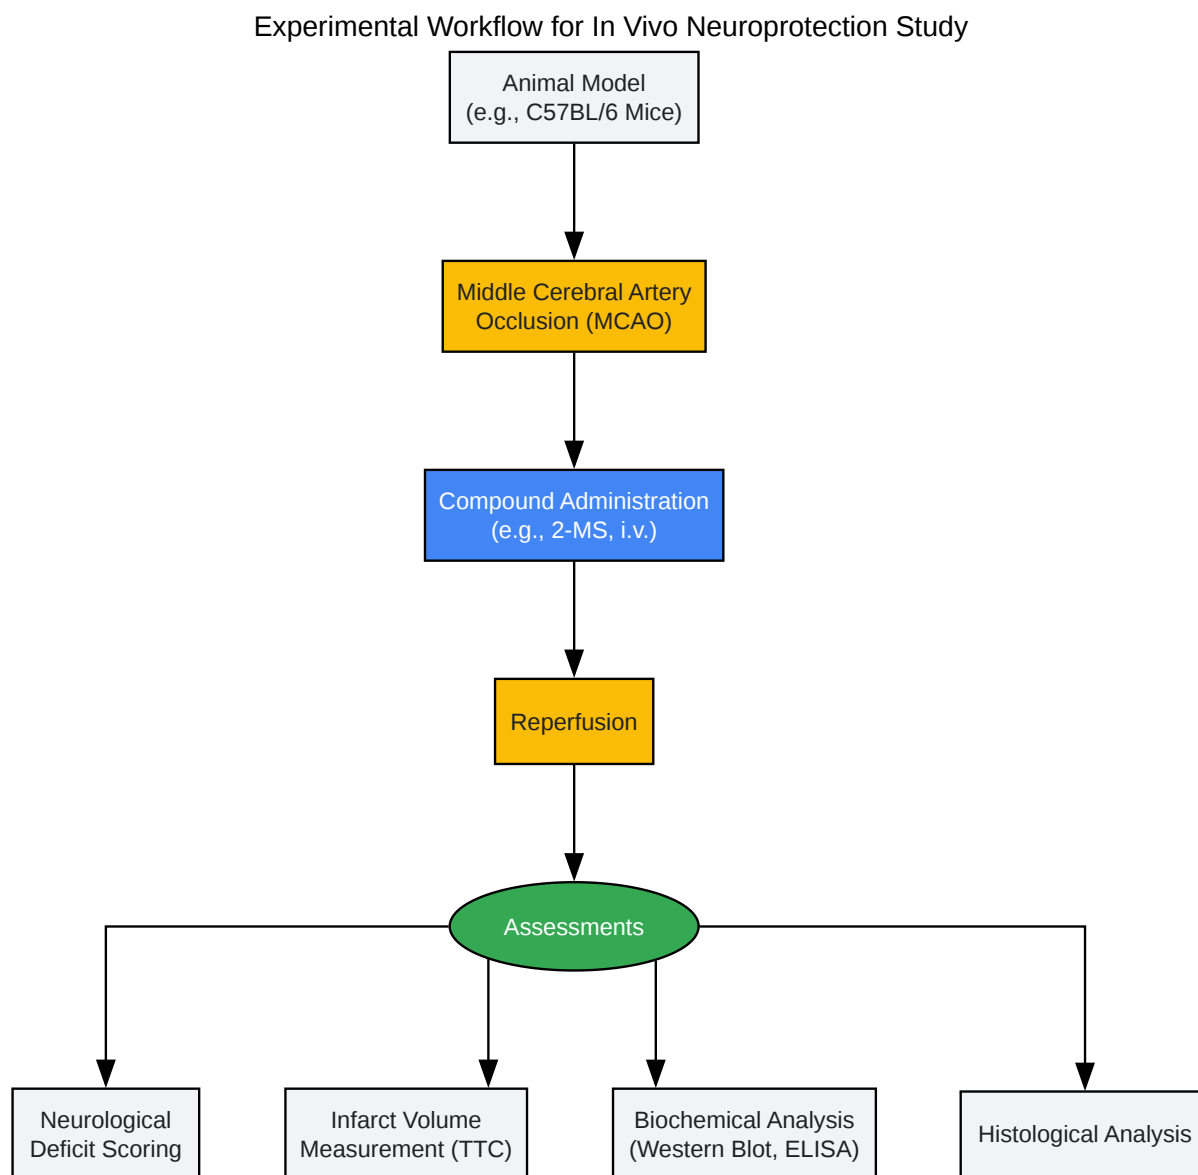 Experimental Workflow for In Vivo Neuroprotection Study
Animal Model
(e.g., C57BL/6 Mice)
Middle Cerebral Artery
Occlusion (MCAO)
Compound Administration
(e.g., 2-MS, i.v.)
Reperfusion
Assessments
Neurological
Deficit Scoring
Infarct Volume
Measurement (TTC)
Biochemical Analysis
(Western Blot, ELISA)
Histological Analysis